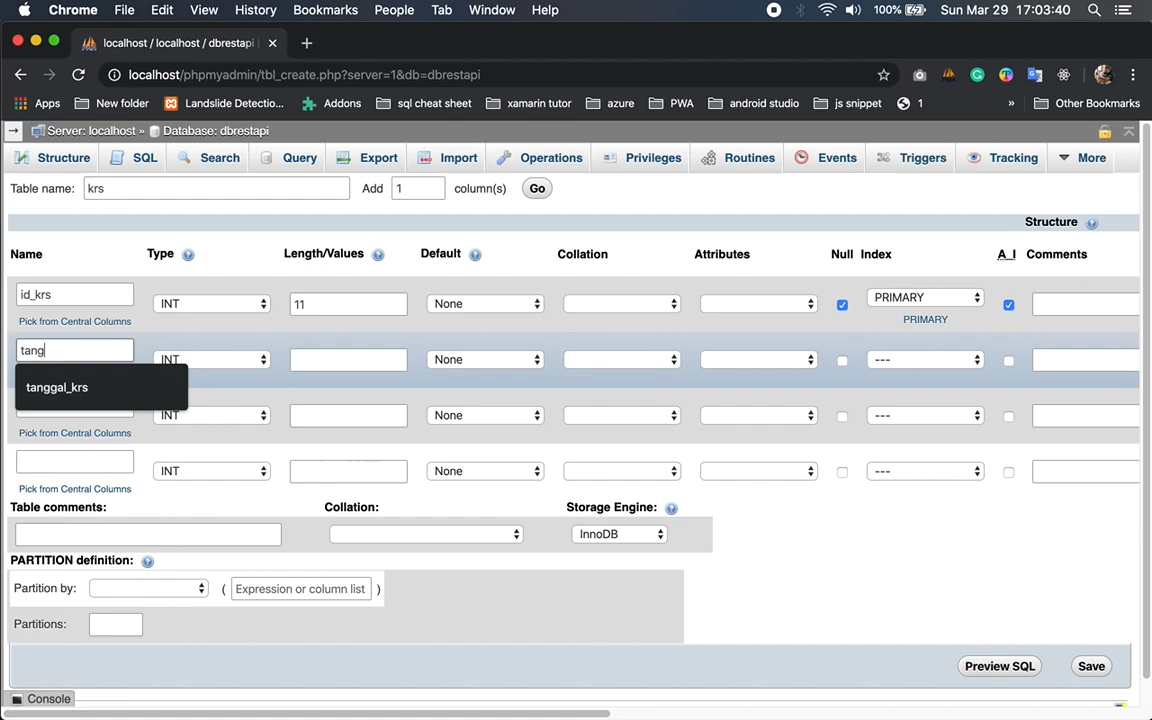 Chrome File Edit View History Bookmarks People Tab Window Help 100% Sun Mar 29 17:03:40
localhost / localhost / dbrestapi
localhost/phpmyadmin/tbl_create.php?server=1&db=dbrestapi
Apps New folder Landslide Detectio... Addons sql cheat sheet xamarin tutor azure PWA android studio js snippet 1 » Other Bookmarks
Server: localhost » Database: dbrestapi
Structure SQL Search Query Export Import Operations Privileges Routines Events Triggers Tracking More
Table name: krs Add 1 column(s) Go
Structure
Name Type Length/Values Default Collation Attributes Null Index A_I Comments
id_krs INT 11 None PRIMARY
Pick from Central Columns PRIMARY
tang INT None ---
tanggal_krs
INT None ---
Pick from Central Columns
INT None ---
Pick from Central Columns
Table comments: Collation: Storage Engine:
InnoDB
PARTITION definition:
Partition by: ( Expression or column list )
Partitions:
Preview SQL Save
Console